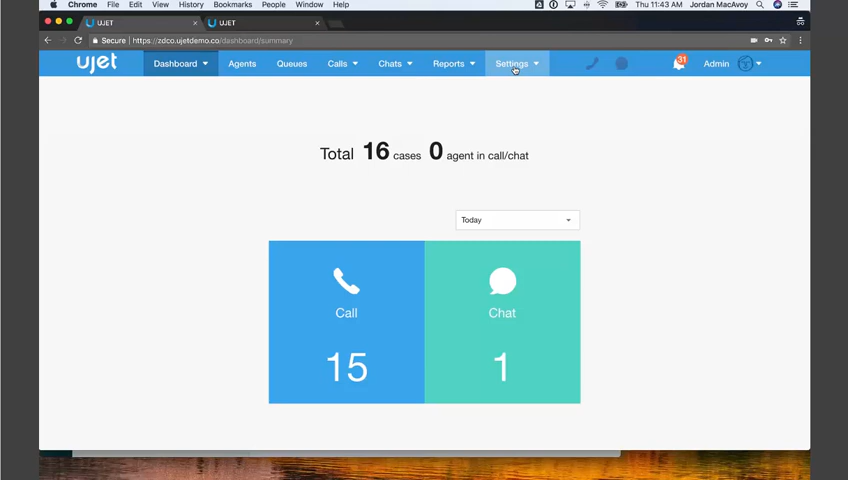 Chrome File Edit View History Bookmarks People Window Help Thu 11:43 AM Jordan MacAvoy
UJET × UJET ×
Secure https://zdco.ujetdemo.co/dashboard/summary
ujet Dashboard Agents Queues Calls Chats Reports Settings 31 Admin
Total 16 cases 0 agent in call/chat
Today
Call Chat
15 1